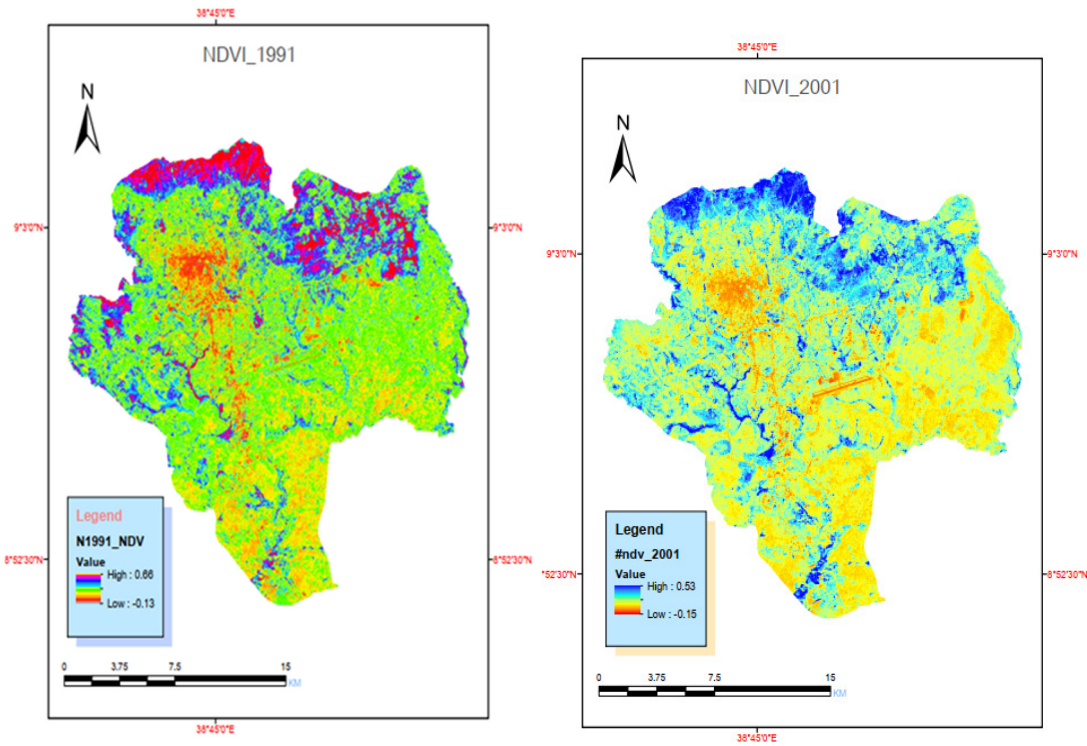 38°45'0"E
NDVI_1991
N
9°3'0"N
9°3'0"N
8°52'30"N
8°52'30"N
Legend
N1991_NDV
Value
High : 0.66
Low : -0.13
0 3.75 7.5 15
KM
38°45'0"E
38°45'0"E
NDVI_2001
N
9°3'0"N
9°3'0"N
°52'30"N
8°52'30"N
Legend
#ndv_2001
Value
High : 0.53
Low : -0.15
0 3.75 7.5 15
KM
38°45'0"E